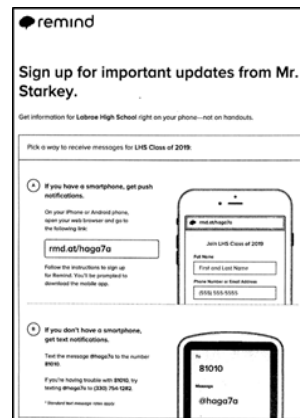 remind
Sign up for important updates from Mr.
Starkey.
Get information for Labrae High School right on your phone—not on handouts.
Pick a way to receive messages for LHS Class of 2019:
A If you have a smartphone, get push
notifications.
On your iPhone or Android phone,
open your web browser and go to
the following link:
rmd.at/haga7a
Follow the instructions to sign up
for Remind. You'll be prompted to
download the mobile app.
rmd.at/haga7a
Join LHS Class of 2019
Full Name
First and Last Name
Phone Number or Email Address
(555) 555-5555
B If you don't have a smartphone,
get text notifications.
Text the message @haga7a to the number
81010.
If you're having trouble with 81010, try
texting @haga7a to (330) 754-1282.
* Standard text message rates apply.
To
81010
Message
@haga7a